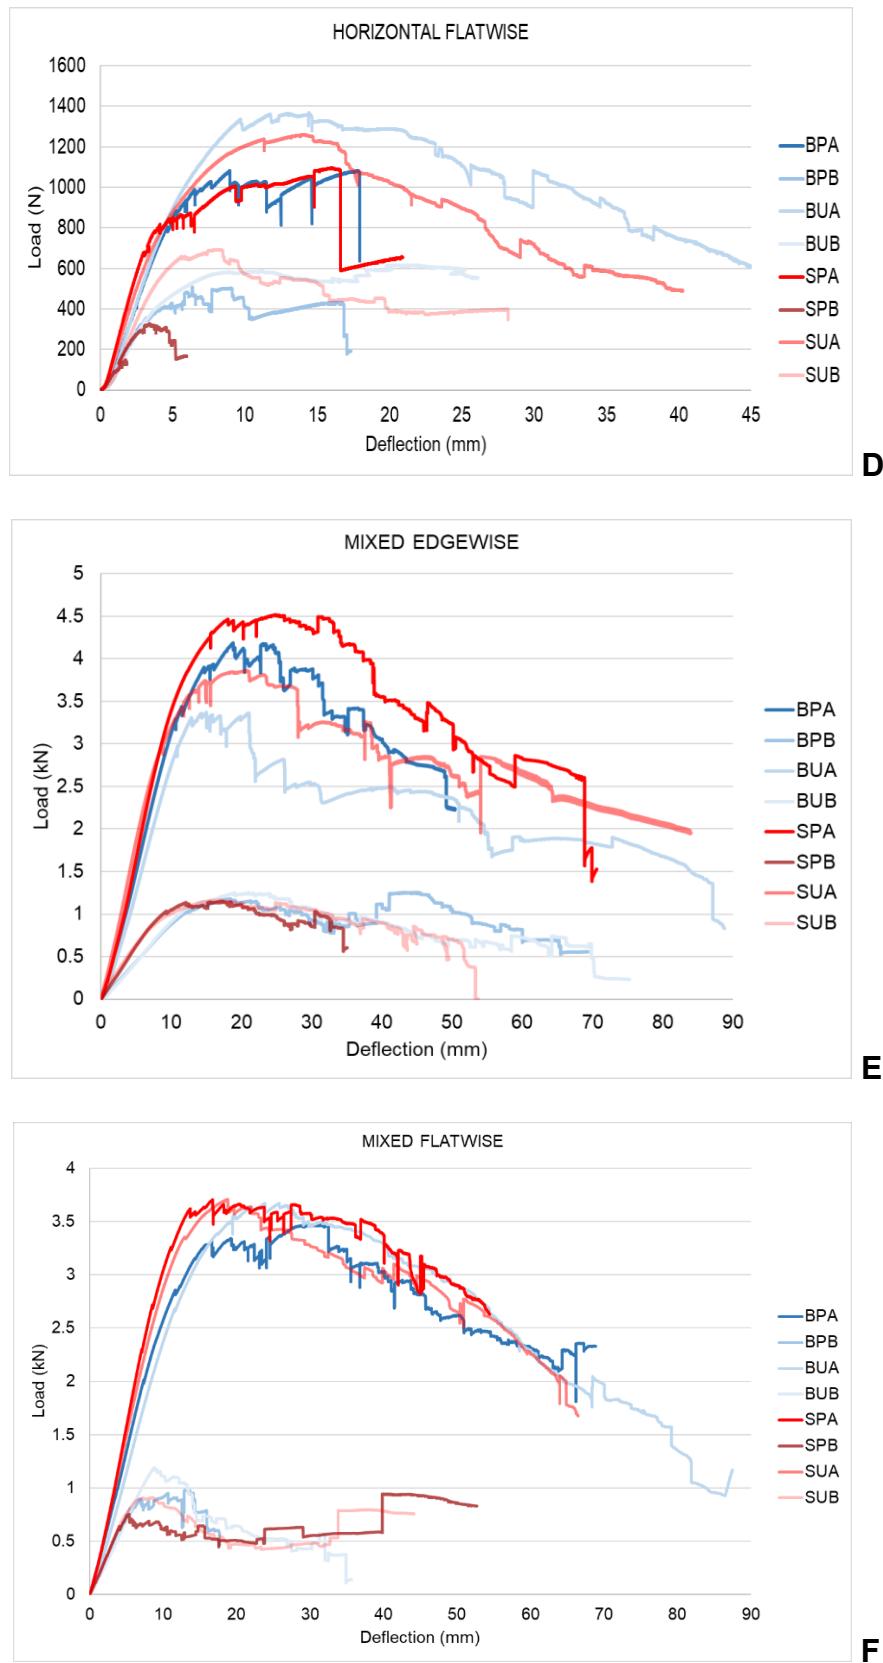 HORIZONTAL FLATWISE
1600
1400
1200
1000
800
600
400
200
0
Load (N)
0 5 10 15 20 25 30 35 40 45
Deflection (mm)
BPA
BPB
BUA
BUB
SPA
SPB
SUA
SUB
D
MIXED EDGEWISE
5
4.5
4
3.5
3
2.5
2
1.5
1
0.5
0
Load (kN)
0 10 20 30 40 50 60 70 80 90
Deflection (mm)
BPA
BPB
BUA
BUB
SPA
SPB
SUA
SUB
E
MIXED FLATWISE
4
3.5
3
2.5
2
1.5
1
0.5
0
Load (kN)
0 10 20 30 40 50 60 70 80 90
Deflection (mm)
BPA
BPB
BUA
BUB
SPA
SPB
SUA
SUB
F